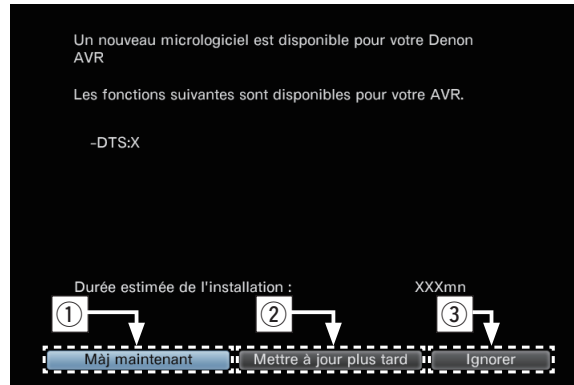 Un nouveau micrologiciel est disponible pour votre Denon
AVR
Les fonctions suivantes sont disponibles pour votre AVR.
-DTS:X
Durée estimée de l'installation : XXXmn
1 2 3
Màj maintenant Mettre à jour plus tard Ignorer